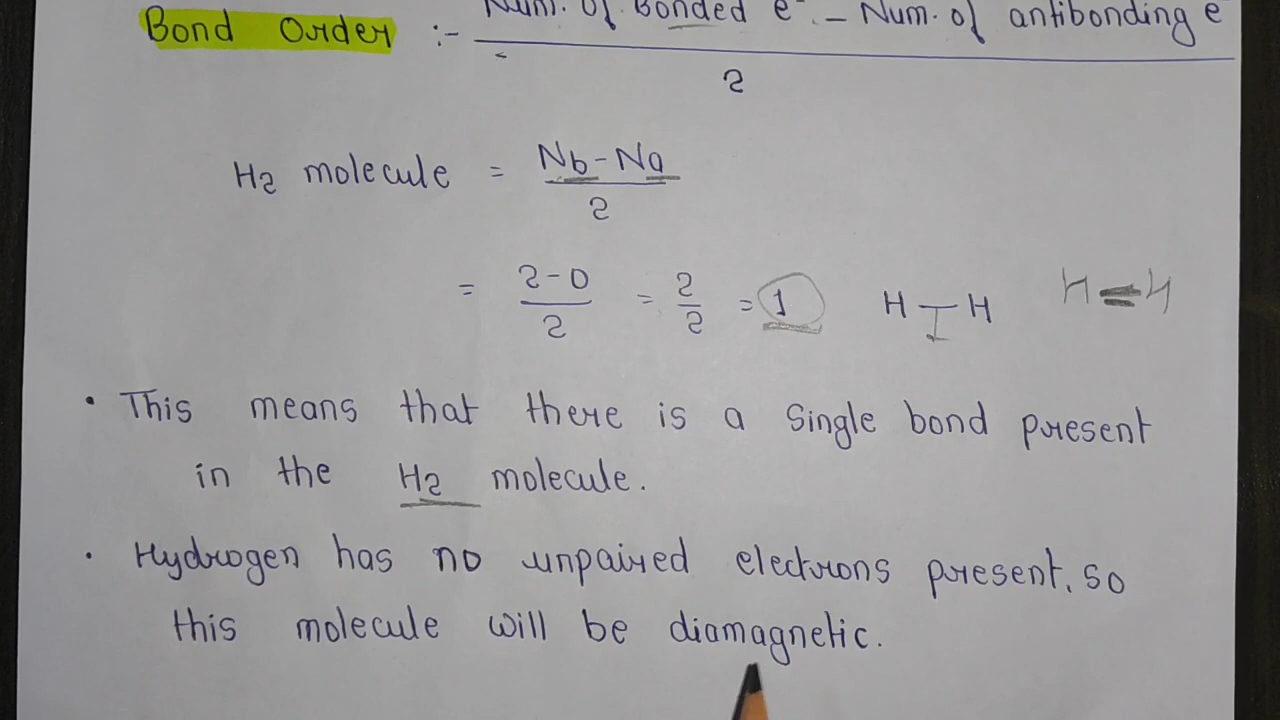 Bond Order :- Num. of Bonded e⁻ - Num. of antibonding e
2
H2 molecule = Nb-Na
2
= 2-0 = 2 = 1 H-H H=H
2 2
• This means that there is a single bond present
in the H2 molecule.
• Hydrogen has no unpaired electrons present. so
this molecule will be diamagnetic.